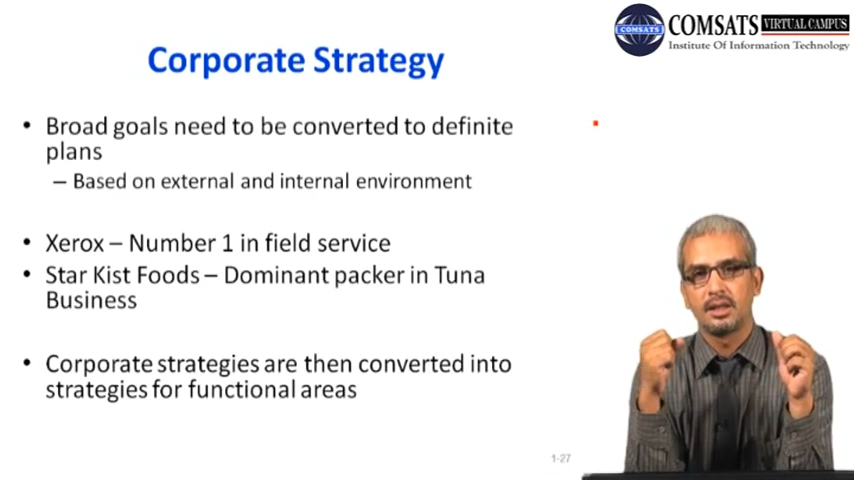 COMSATS VIRTUAL CAMPUS
COMSATS
Institute Of Information Technology
Corporate Strategy
• Broad goals need to be converted to definite
plans
– Based on external and internal environment
• Xerox – Number 1 in field service
• Star Kist Foods – Dominant packer in Tuna
Business
• Corporate strategies are then converted into
strategies for functional areas
1-27